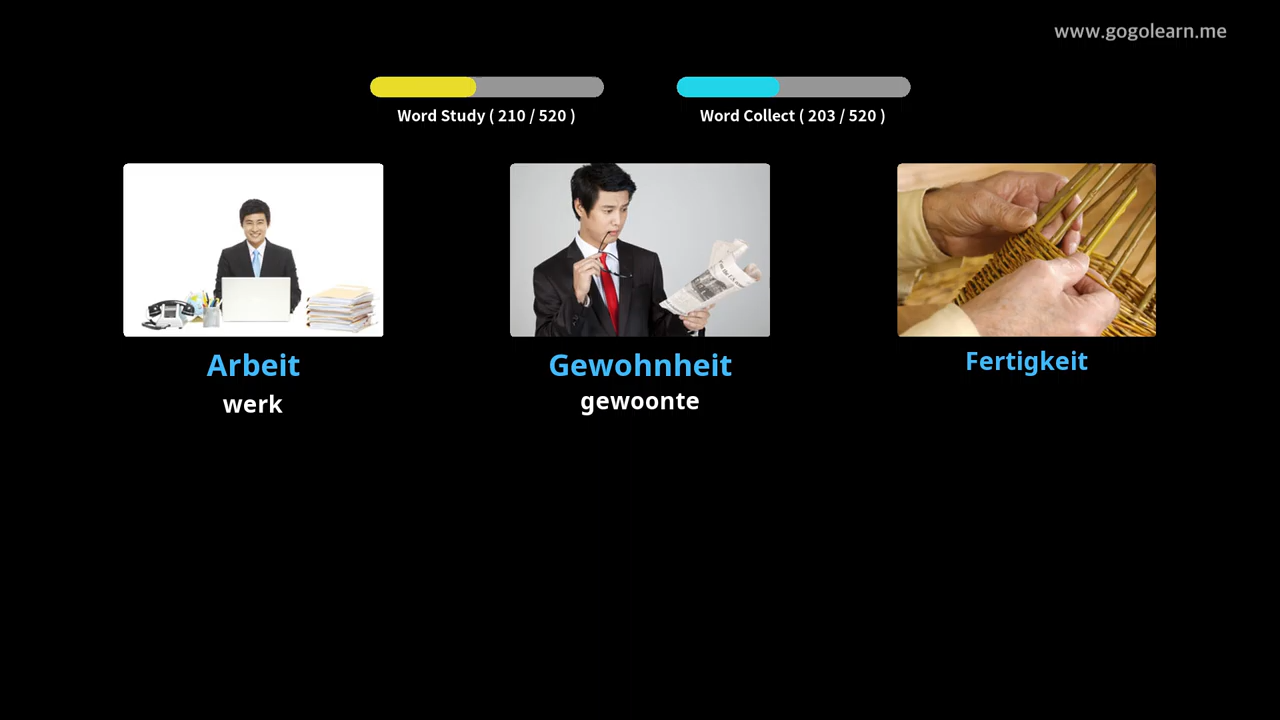 www.gogolearn.me
Word Study ( 210 / 520 )
Word Collect ( 203 / 520 )
Arbeit
werk
Gewohnheit
gewoonte
Fertigkeit